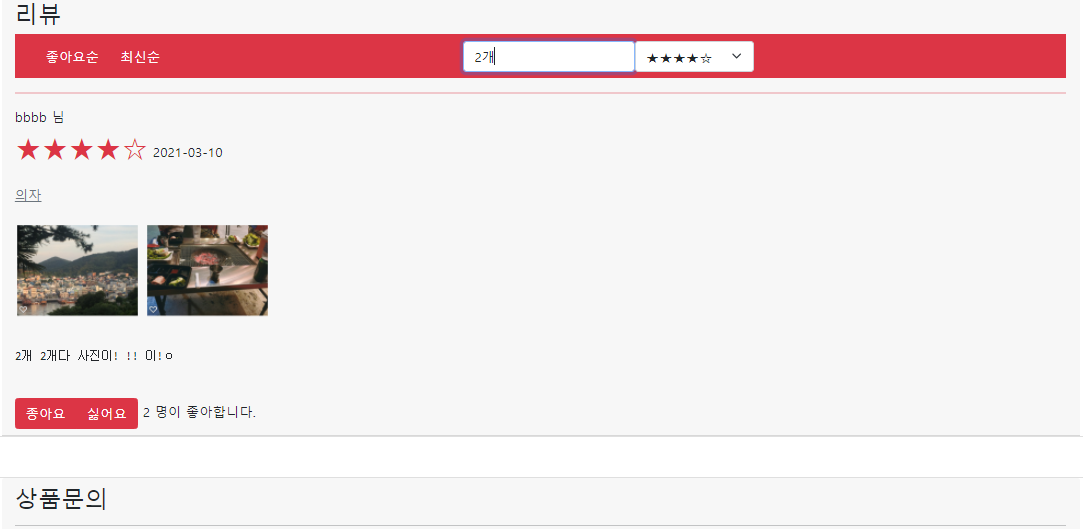 리뷰
좋아요순 최신순 2개 ★★★★☆
bbbb 님
★★★★☆ 2021-03-10
의자
2개 2개다 사진이! !! 이!ㅇ
좋아요 싫어요 2 명이 좋아합니다.
상품문의